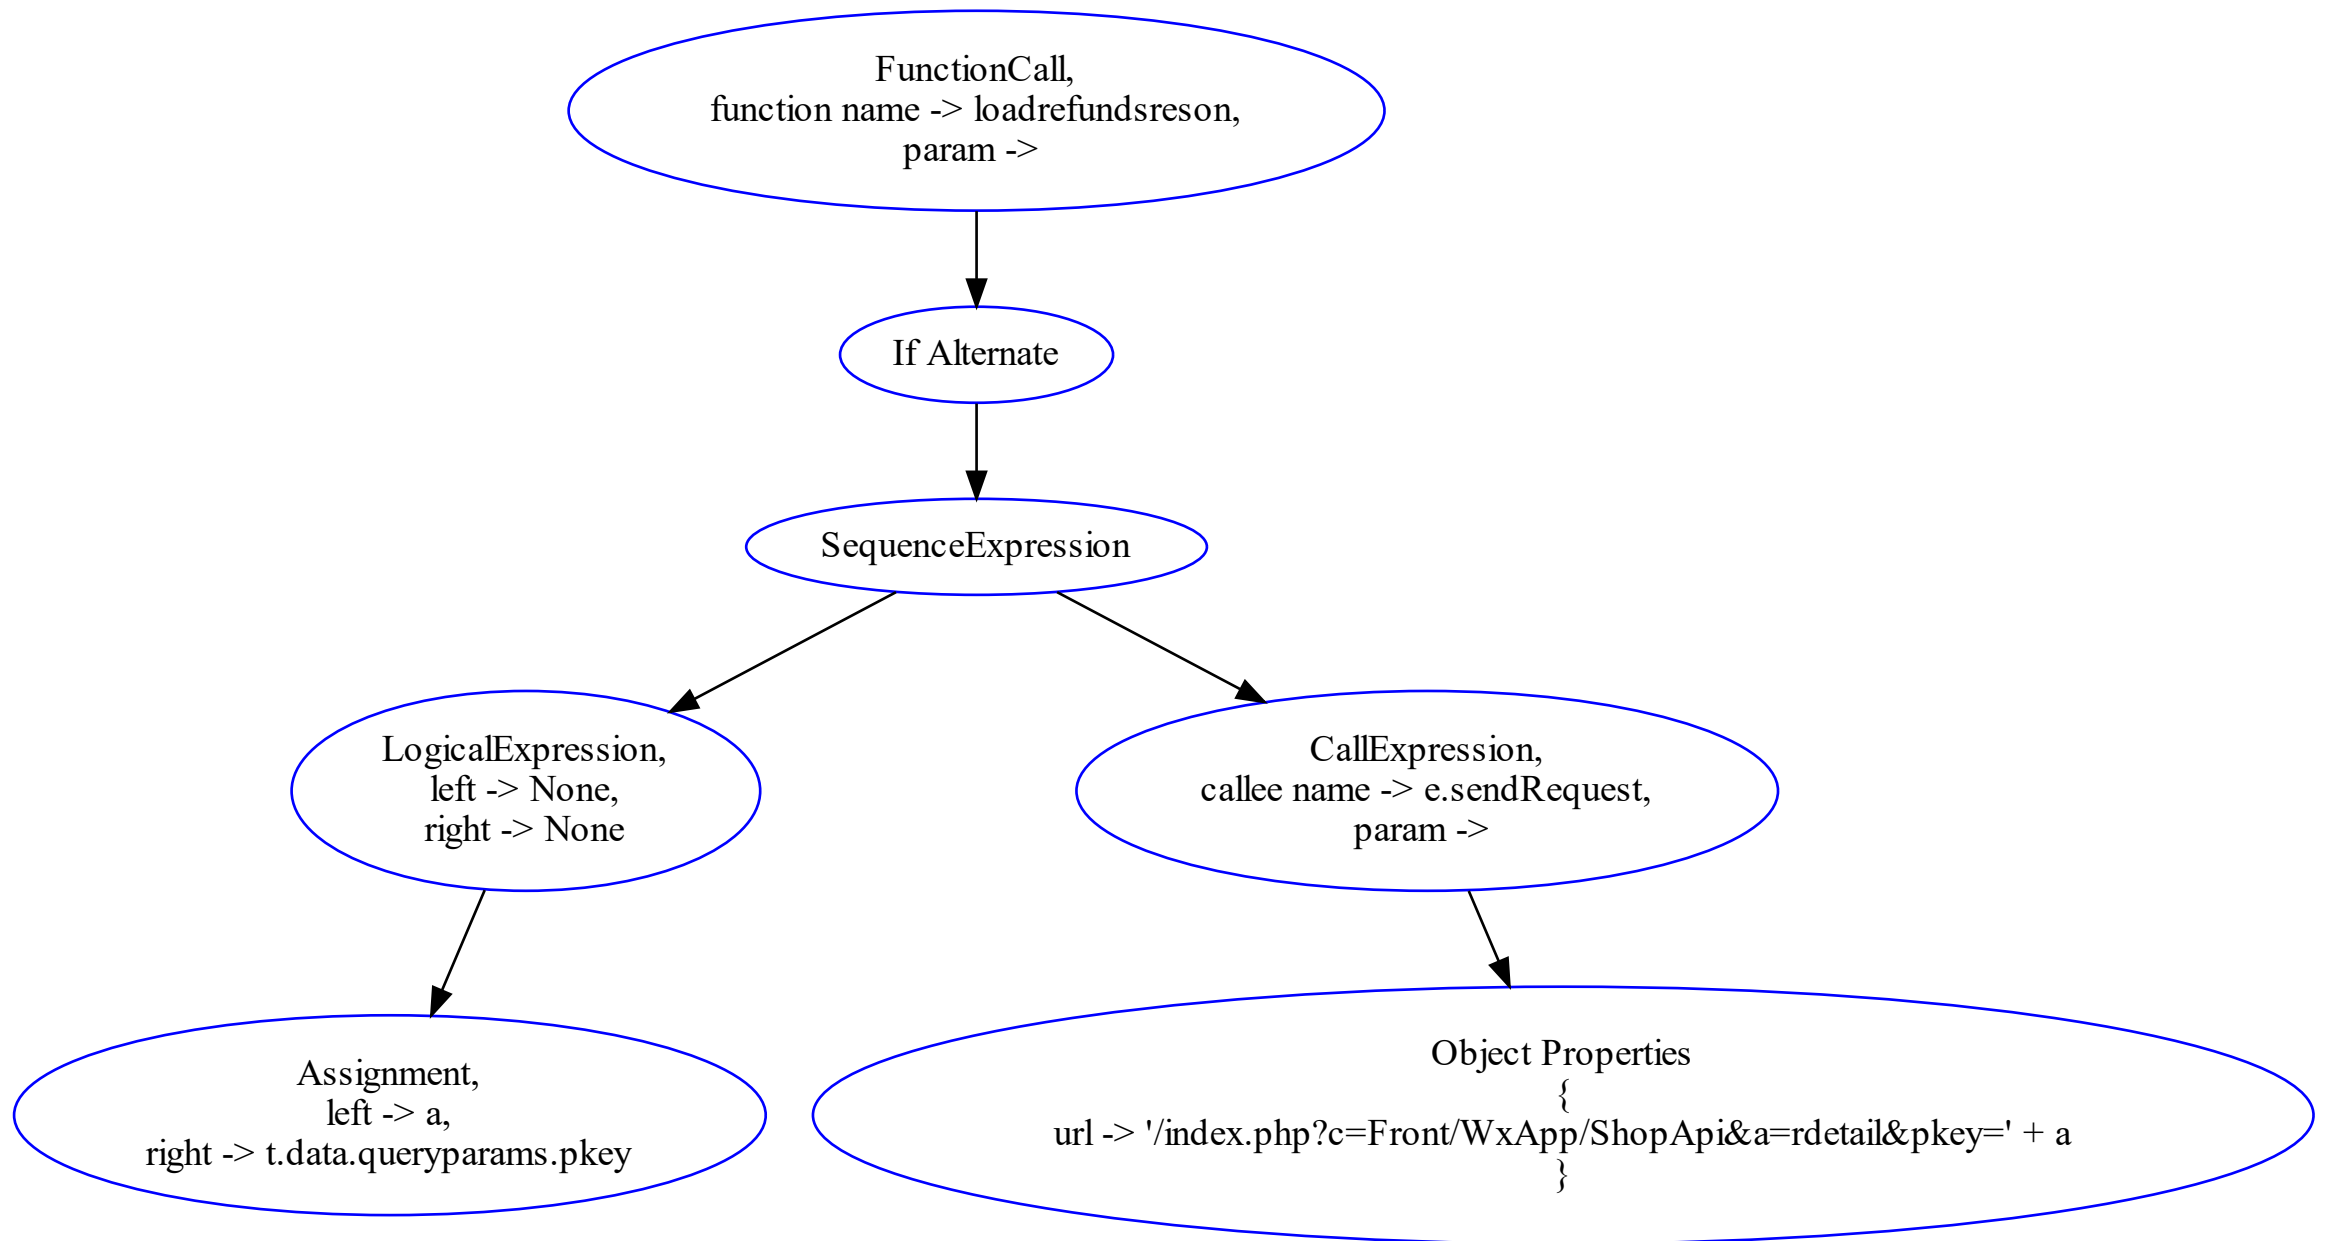 FunctionCall,
function name -> loadrefundsreson,
param ->
If Alternate
SequenceExpression
LogicalExpression,
left -> None,
right -> None
CallExpression,
callee name -> e.sendRequest,
param ->
Assignment,
left -> a,
right -> t.data.queryparams.pkey
Object Properties
{
url -> '/index.php?c=Front/WxApp/ShopApi&a=rdetail&pkey=' + a
}